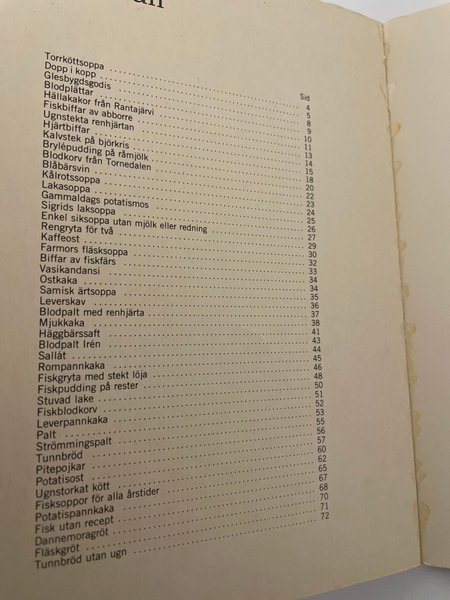 Sid
Torrköttsoppa 4
Dopp i kopp 5
Glesbygdsgodis 8
Blodplättar 9
Hällakakor från Rantajärvi 10
Fiskbiffar av abborre 11
Ugnstekta renhjärtan 13
Hjärtbiffar 14
Kalvstek på björkris 15
Brylépudding på råmjölk 18
Blodkorv från Tornedalen 20
Blåbärsvin 22
Kålrotssoppa 23
Lakasoppa 24
Gammaldags potatismos 25
Sigrids laksoppa 26
Enkel siksoppa utan mjölk eller redning 27
Rengryta för två 29
Kaffeost 30
Farmors fläsksoppa 32
Biffar av fiskfärs 33
Vasikandansi 34
Ostkaka 34
Samisk ärtsoppa 35
Leverskav 36
Blodpalt med renhjärta 37
Mjukkaka 38
Häggbärssaft 41
Blodpalt Irén 43
Sallåt 44
Rompannkaka 45
Fiskgryta med stekt löja 46
Fiskpudding på rester 48
Stuvad lake 50
Fiskblodkorv 51
Leverpannkaka 52
Palt 53
Strömmingspalt 55
Tunnbröd 56
Pitepojkar 57
Potatisost 60
Ugnstorkat kött 62
Fisksoppor för alla årstider 65
Potatispannkaka 67
Fisk utan recept 68
Dannemoragröt 70
Fläskgröt 71
Tunnbröd utan ugn 72